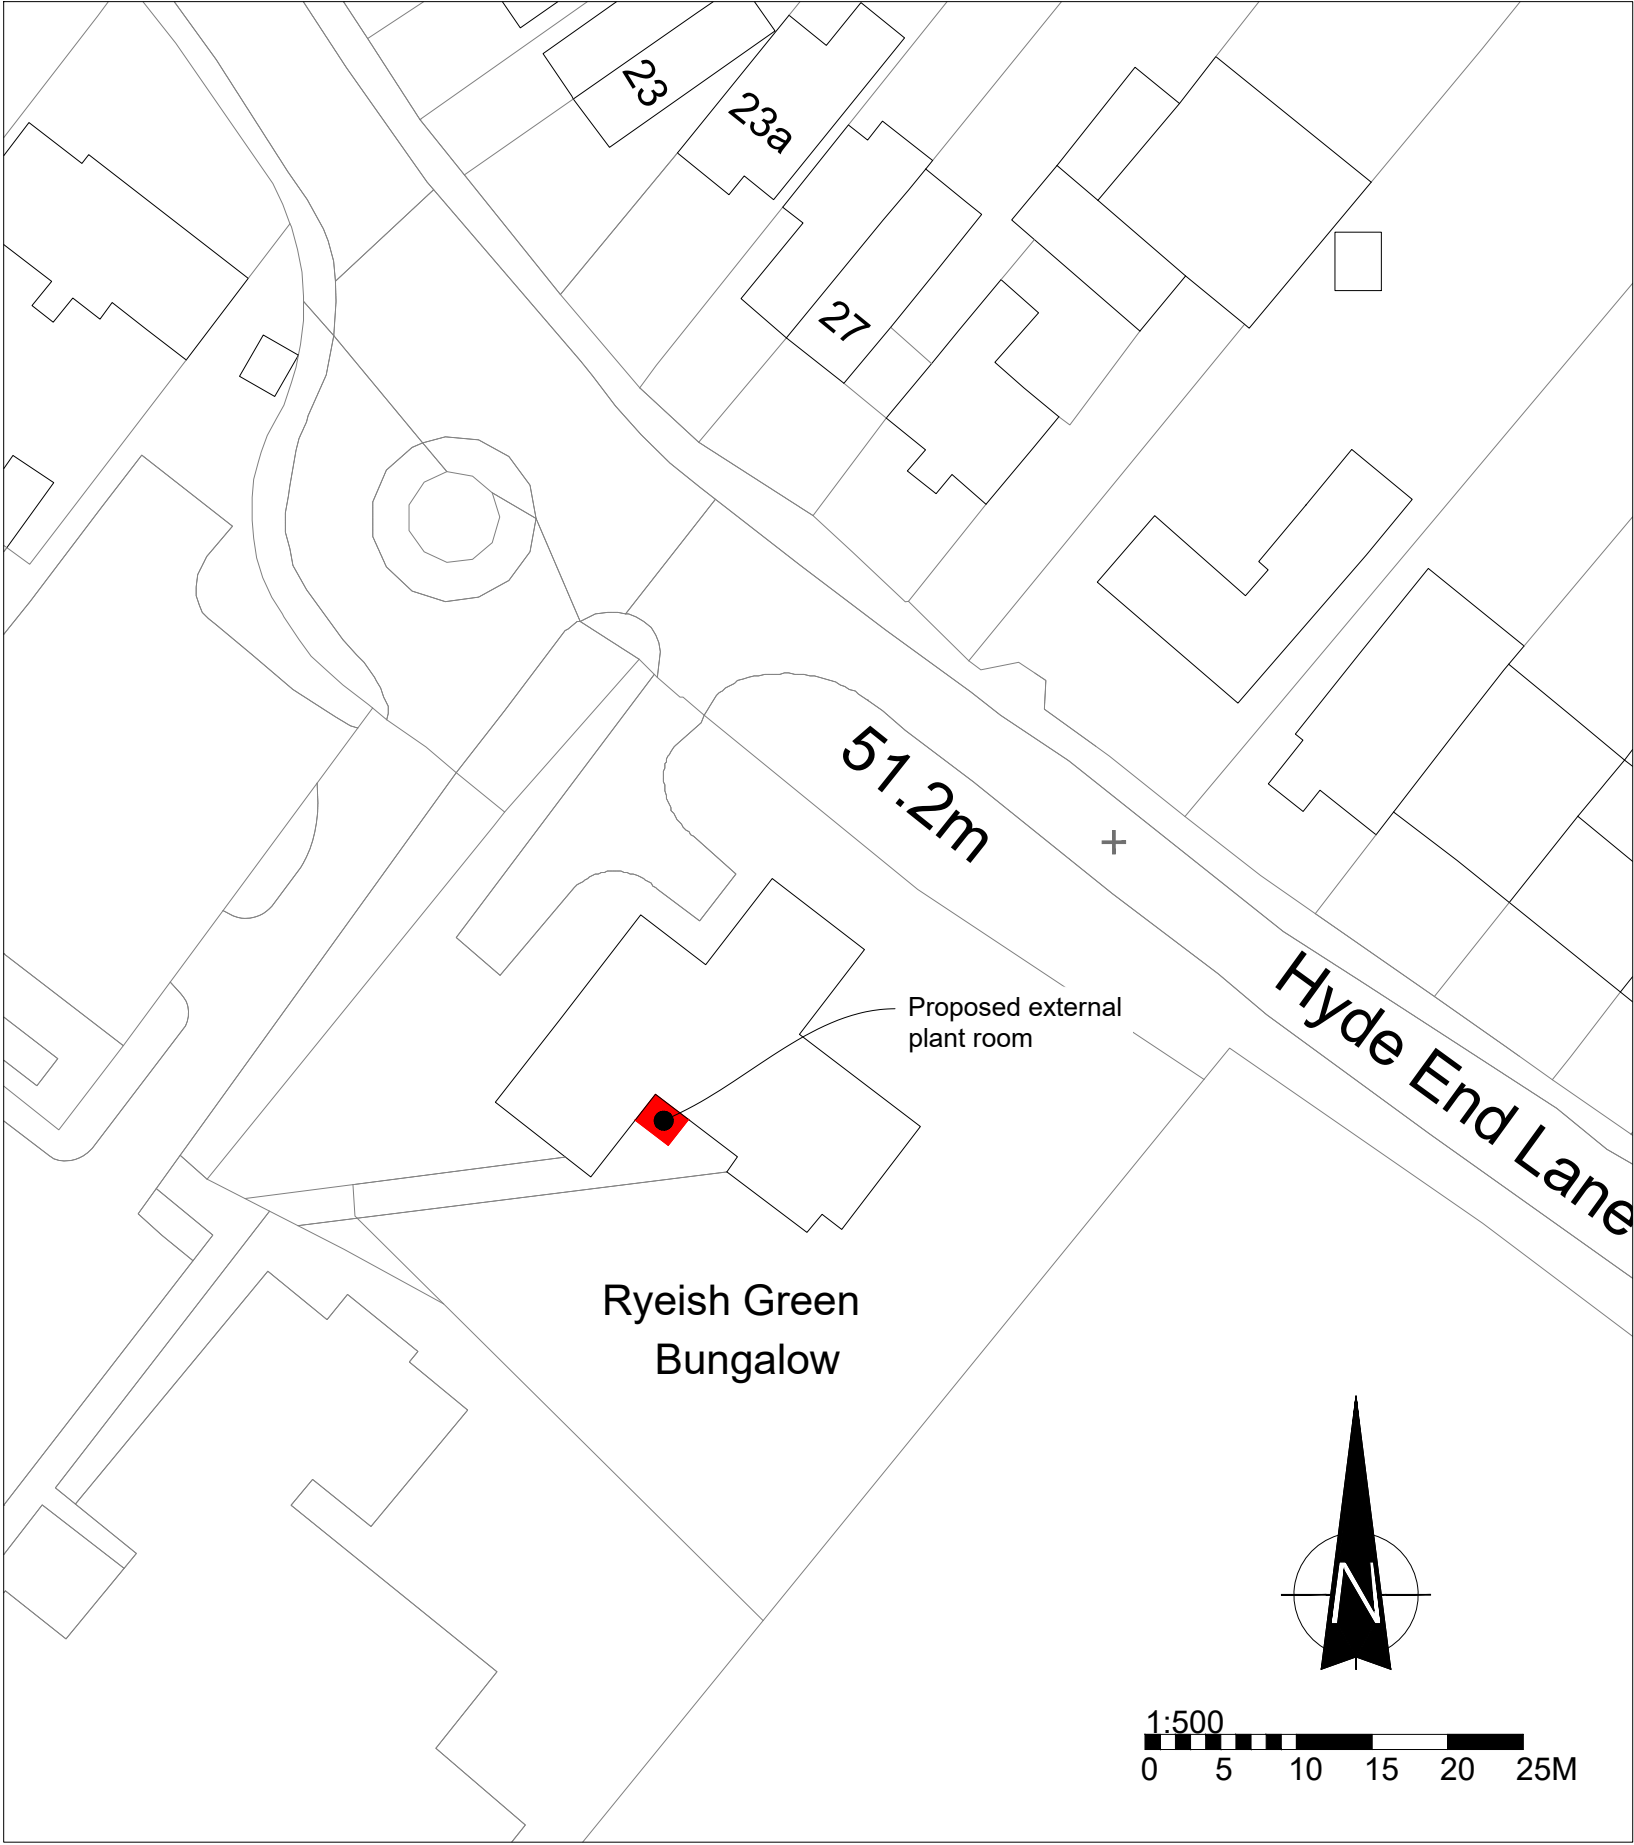 23
23a
27
51.2m
Hyde End Lane
Proposed external
plant room
Ryeish Green
Bungalow
N
1:500
0 5 10 15 20 25M